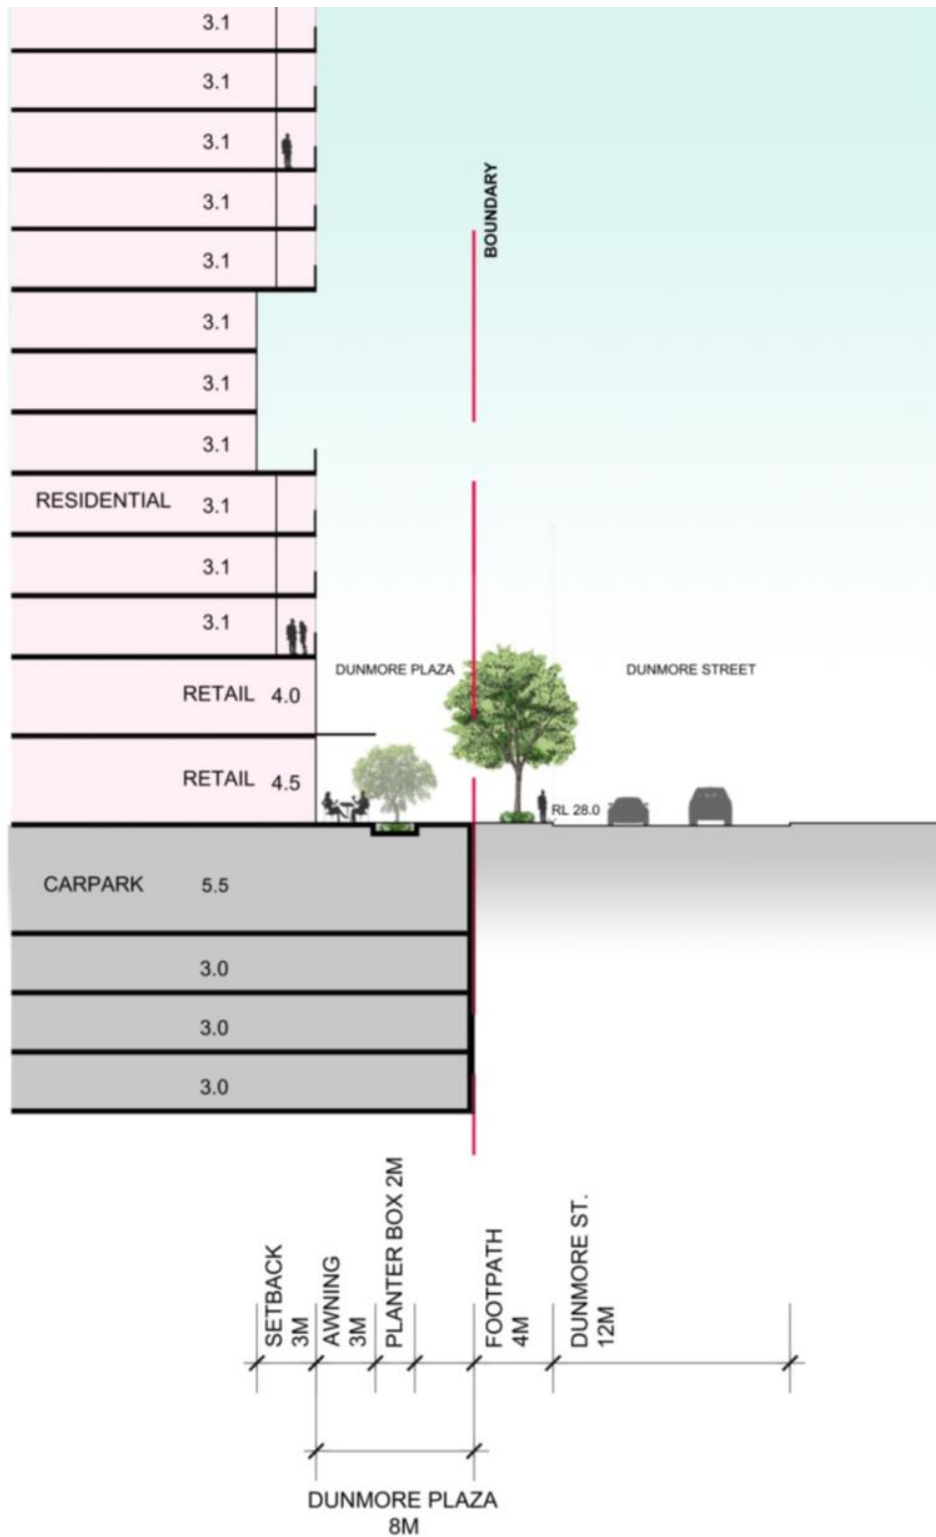 3.1
3.1
3.1
3.1
3.1
3.1
3.1
3.1
RESIDENTIAL 3.1
3.1
3.1
BOUNDARY
RETAIL 4.0
DUNMORE PLAZA
DUNMORE STREET
RETAIL 4.5
RL 28.0
CARPARK 5.5
3.0
3.0
3.0
SETBACK
3M
AWNING
3M
PLANTER BOX 2M
FOOTPATH
4M
DUNMORE ST.
12M
DUNMORE PLAZA
8M